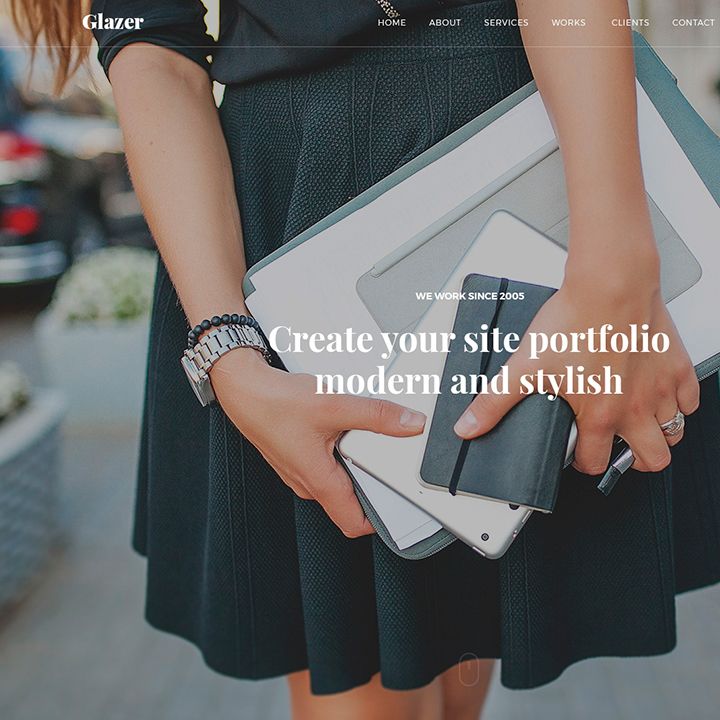 Glazer
HOME ABOUT SERVICES WORKS CLIENTS CONTACT
WE WORK SINCE 2005
Create your site portfolio
modern and stylish